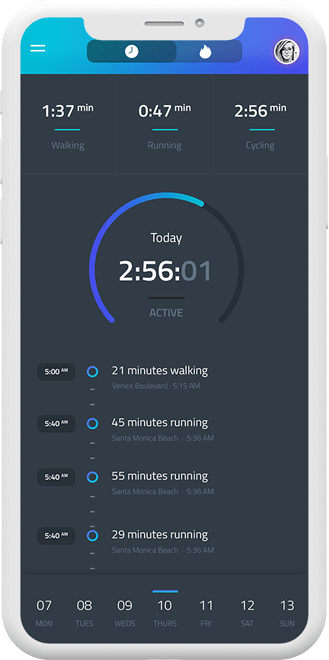 1:37 min 0:47 min 2:56 min
Walking Running Cycling
Today
2:56:01
ACTIVE
5:00 AM 21 minutes walking
Venice Boulevard · 5:15 AM
5:40 AM 45 minutes running
Santa Monica Beach · 5:36 AM
5:40 AM 55 minutes running
Santa Monica Beach · 5:36 AM
5:40 AM 29 minutes running
Santa Monica Beach · 5:36 AM
07 08 09 10 11 12 13
MON TUES WEDS THURS FRI SAT SUN